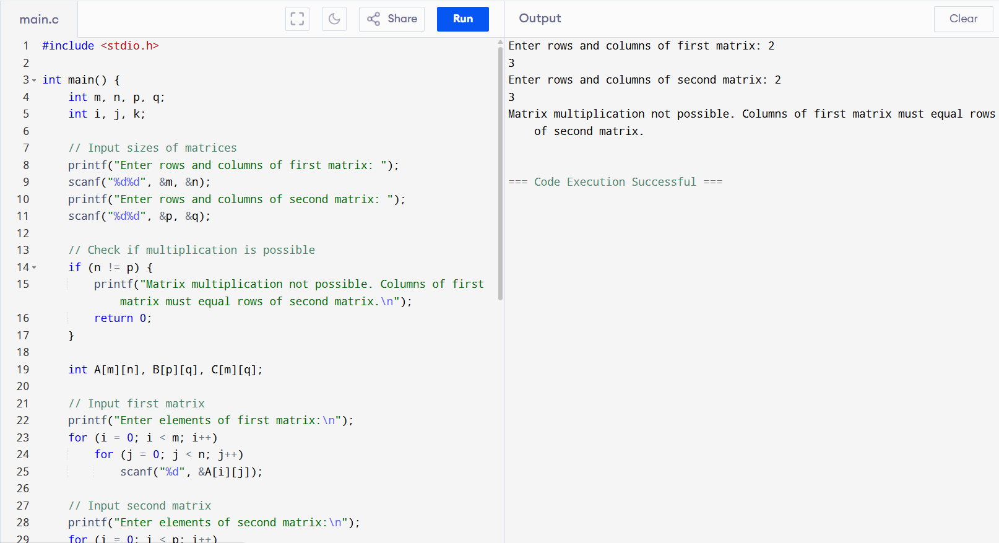 main.c
Share
Run
Output
Clear
1 #include <stdio.h>
2
3 int main() {
4     int m, n, p, q;
5     int i, j, k;
6
7     // Input sizes of matrices
8     printf("Enter rows and columns of first matrix: ");
9     scanf("%d%d", &m, &n);
10     printf("Enter rows and columns of second matrix: ");
11     scanf("%d%d", &p, &q);
12
13     // Check if multiplication is possible
14     if (n != p) {
15         printf("Matrix multiplication not possible. Columns of first
            matrix must equal rows of second matrix.\n");
16         return 0;
17     }
18
19     int A[m][n], B[p][q], C[m][q];
20
21     // Input first matrix
22     printf("Enter elements of first matrix:\n");
23     for (i = 0; i < m; i++)
24         for (j = 0; j < n; j++)
25             scanf("%d", &A[i][j]);
26
27     // Input second matrix
28     printf("Enter elements of second matrix:\n");
29     for (i = 0; i < p; i++)
Enter rows and columns of first matrix: 2
3
Enter rows and columns of second matrix: 2
3
Matrix multiplication not possible. Columns of first matrix must equal rows
    of second matrix.
=== Code Execution Successful ===